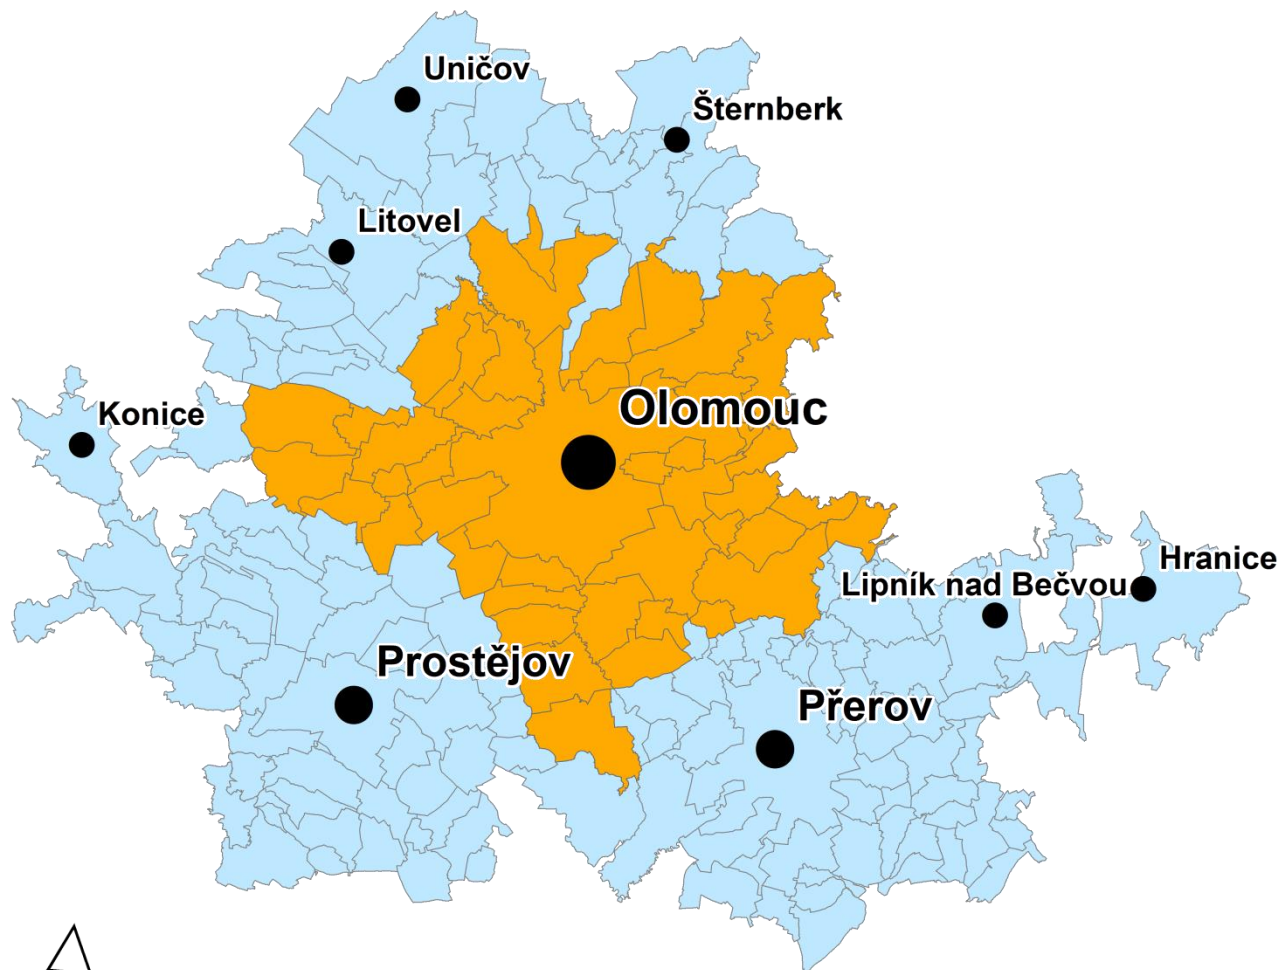 Uničov
Šternberk
Litovel
Konice
Olomouc
Hranice
Lipník nad Bečvou
Prostějov
Přerov